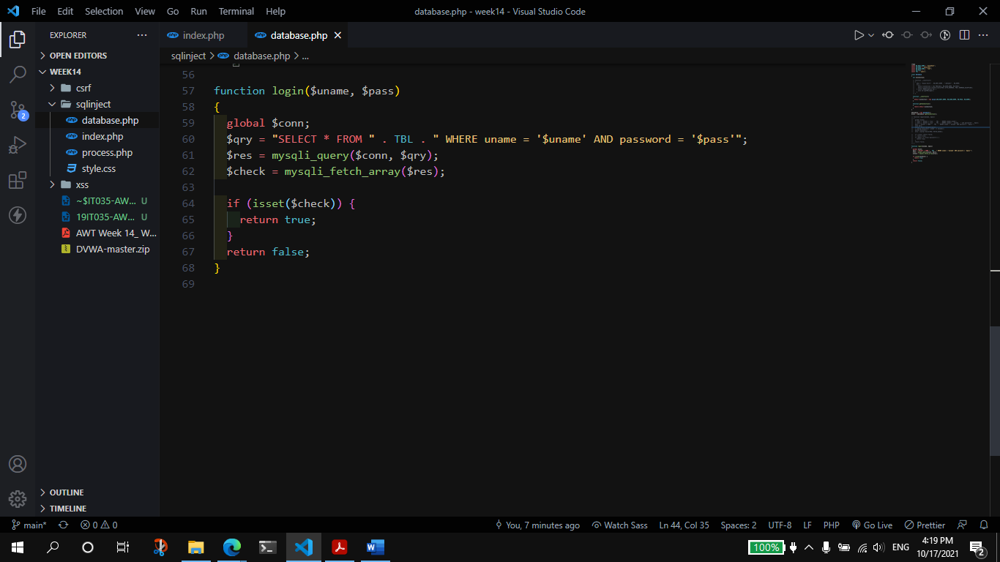 File Edit Selection View Go Run Terminal Help database.php - week14 - Visual Studio Code
EXPLORER ...
index.php database.php
OPEN EDITORS
sqlinject > database.php > ...
WEEK14
csrf
sqlinject
database.php
index.php
process.php
style.css
xss
~$IT035-AW... U
19IT035-AW... U
AWT Week 14_ W...
DVWA-master.zip
2
56
57 function login($uname, $pass)
58 {
59 global $conn;
60 $qry = "SELECT * FROM " . TBL . " WHERE uname = '$uname' AND password = '$pass'";
61 $res = mysqli_query($conn, $qry);
62 $check = mysqli_fetch_array($res);
63
64 if (isset($check)) {
65 return true;
66 }
67 return false;
68 }
69
OUTLINE
TIMELINE
main* 0 0 You, 7 minutes ago Watch Sass Ln 44, Col 35 Spaces: 2 UTF-8 LF PHP Go Live Prettier
100% ENG 4:19 PM
10/17/2021 2